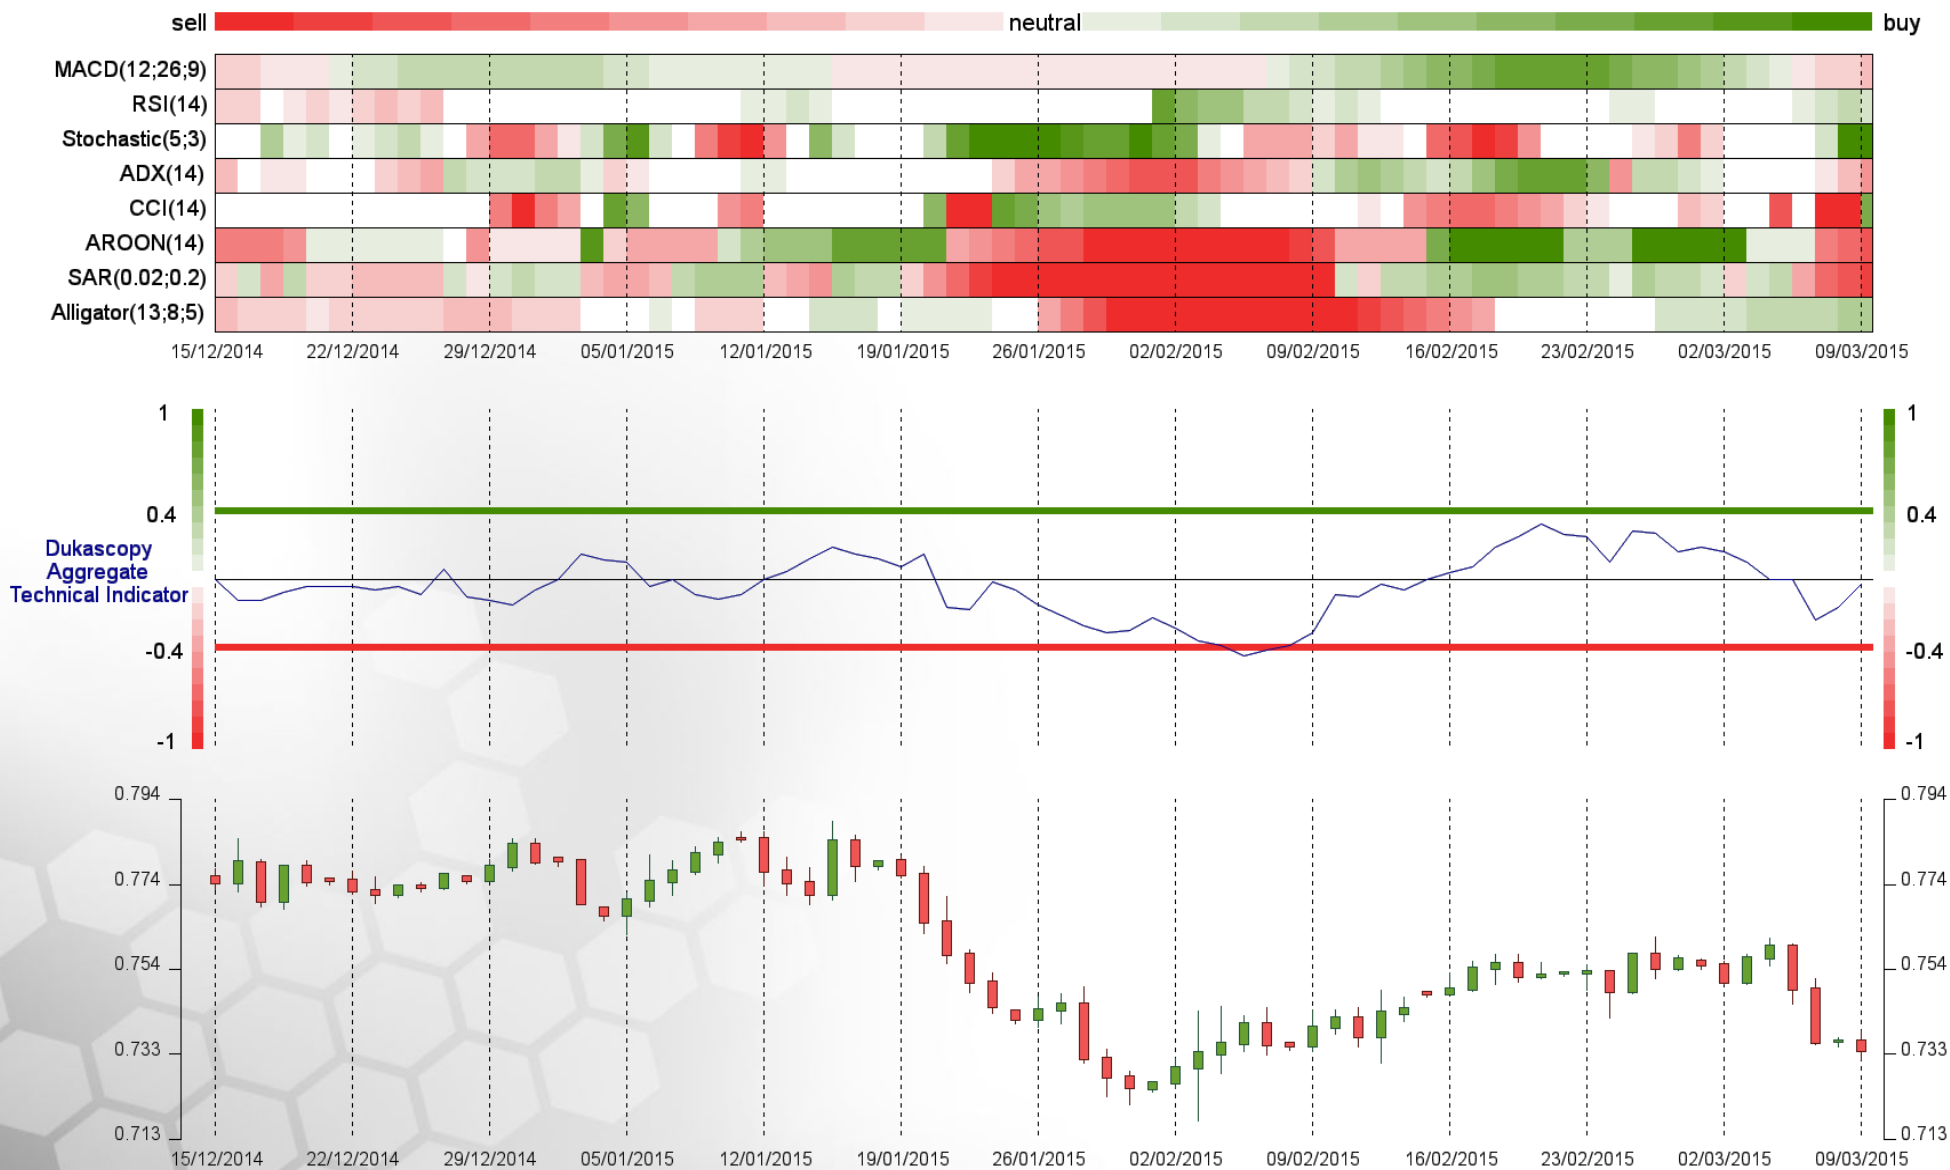 sell neutral buy
MACD(12;26;9)
RSI(14)
Stochastic(5;3)
ADX(14)
CCI(14)
AROON(14)
SAR(0.02;0.2)
Alligator(13;8;5)
15/12/2014 22/12/2014 29/12/2014 05/01/2015 12/01/2015 19/01/2015 26/01/2015 02/02/2015 09/02/2015 16/02/2015 23/02/2015 02/03/2015 09/03/2015
1 1
0.4 0.4
Dukascopy
Aggregate
Technical Indicator
-0.4 -0.4
-1 -1
0.794 0.794
0.774 0.774
0.754 0.754
0.733 0.733
0.713 0.713
15/12/2014 22/12/2014 29/12/2014 05/01/2015 12/01/2015 19/01/2015 26/01/2015 02/02/2015 09/02/2015 16/02/2015 23/02/2015 02/03/2015 09/03/2015